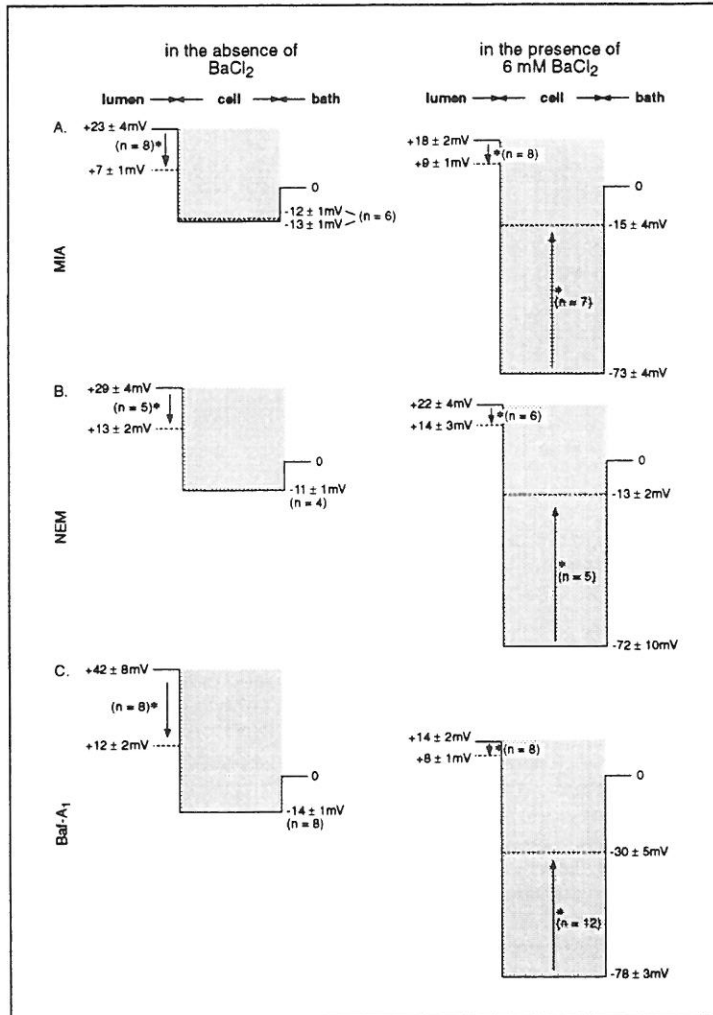 in the absence of
BaCl₂
in the presence of
6 mM BaCl₂
lumen cell bath
lumen cell bath
A.
MIA
+23 ± 4mV
(n = 8)*
+7 ± 1mV
0
-12 ± 1mV
-13 ± 1mV
(n = 6)
+18 ± 2mV
*(n = 8)
+9 ± 1mV
0
-15 ± 4mV
*
(n = 7)
-73 ± 4mV
B.
NEM
+29 ± 4mV
(n = 5)*
+13 ± 2mV
0
-11 ± 1mV
(n = 4)
+22 ± 4mV
*(n = 6)
+14 ± 3mV
0
-13 ± 2mV
*
(n = 5)
-72 ± 10mV
C.
Baf-A₁
+42 ± 8mV
(n = 8)*
+12 ± 2mV
0
-14 ± 1mV
(n = 8)
+14 ± 2mV
*(n = 8)
+8 ± 1mV
0
-30 ± 5mV
*
(n = 12)
-78 ± 3mV